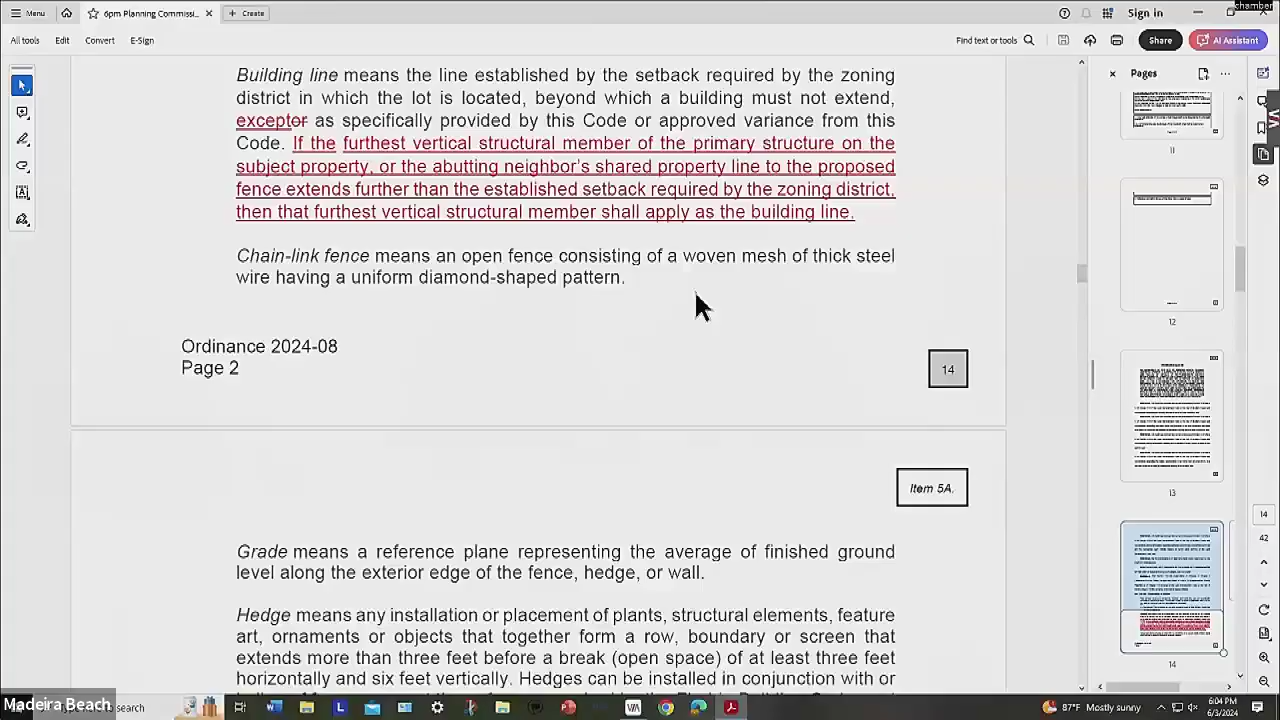 chamber
Menu
6pm Planning Commissi...
Create
Sign in
All tools
Edit
Convert
E-Sign
Find text or tools
Share
AI Assistant
Building line means the line established by the setback required by the zoning
district in which the lot is located, beyond which a building must not extend,
exceptor as specifically provided by this Code or approved variance from this
Code. If the furthest vertical structural member of the primary structure on the
subject property, or the abutting neighbor's shared property line to the proposed
fence extends further than the established setback required by the zoning district,
then that furthest vertical structural member shall apply as the building line.
Chain-link fence means an open fence consisting of a woven mesh of thick steel
wire having a uniform diamond-shaped pattern.
Ordinance 2024-08
Page 2
14
Item 5A.
Grade means a reference plane representing the average of finished ground
level along the exterior edge of the fence, hedge, or wall.
Hedge means any installation, placement of plants, structural elements, feature
art, ornaments or objects that together form a row, boundary or screen that
extends more than three feet before a break (open space) of at least three feet
horizontally and six feet vertically. Hedges can be installed in conjunction with or
Pages
11
12
13
14
14
42
Madeira Beach
87°F Mostly sunny
6:04 PM
6/3/2024